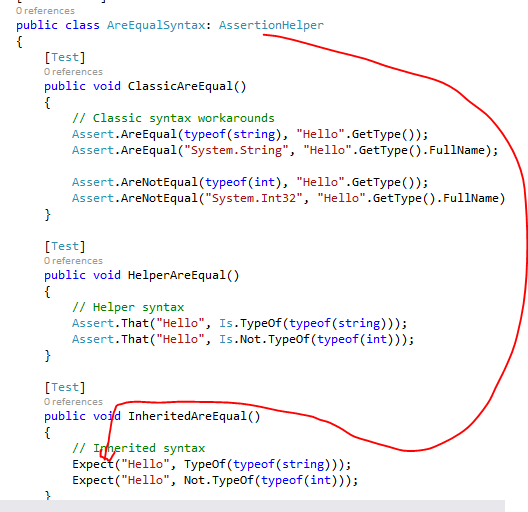 0 references
public class AreEqualSyntax: AssertionHelper
{
[Test]
0 references
public void ClassicAreEqual()
{
// Classic syntax workarounds
Assert.AreEqual(typeof(string), "Hello".GetType());
Assert.AreEqual("System.String", "Hello".GetType().FullName);
Assert.AreNotEqual(typeof(int), "Hello".GetType());
Assert.AreNotEqual("System.Int32", "Hello".GetType().FullName)
}
[Test]
0 references
public void HelperAreEqual()
{
// Helper syntax
Assert.That("Hello", Is.TypeOf(typeof(string)));
Assert.That("Hello", Is.Not.TypeOf(typeof(int)));
}
[Test]
0 references
public void InheritedAreEqual()
{
// Inherited syntax
Expect("Hello", TypeOf(typeof(string)));
Expect("Hello", Not.TypeOf(typeof(int)));
}